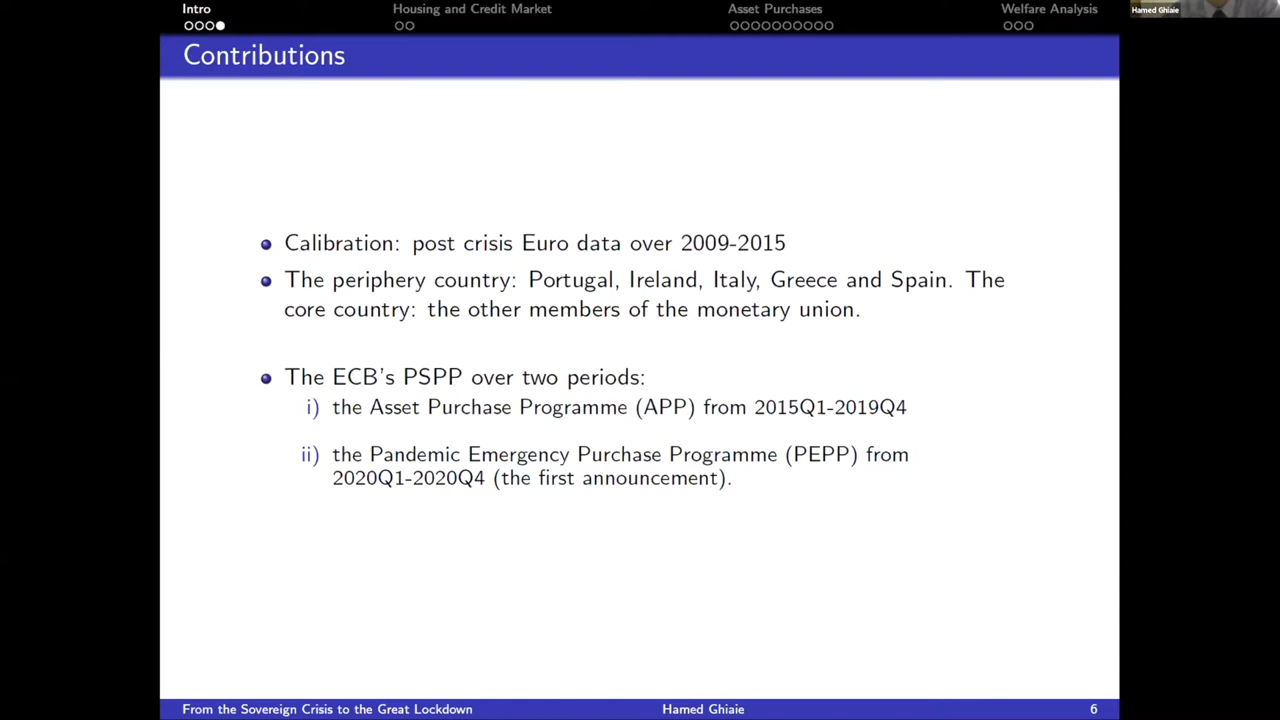 Intro
Housing and Credit Market
Asset Purchases
Welfare Analysis
Hamed Ghiaie
Contributions
Calibration: post crisis Euro data over 2009-2015
The periphery country: Portugal, Ireland, Italy, Greece and Spain. The
core country: the other members of the monetary union.
The ECB's PSPP over two periods:
i) the Asset Purchase Programme (APP) from 2015Q1-2019Q4
ii) the Pandemic Emergency Purchase Programme (PEPP) from
2020Q1-2020Q4 (the first announcement).
From the Sovereign Crisis to the Great Lockdown
Hamed Ghiaie
6